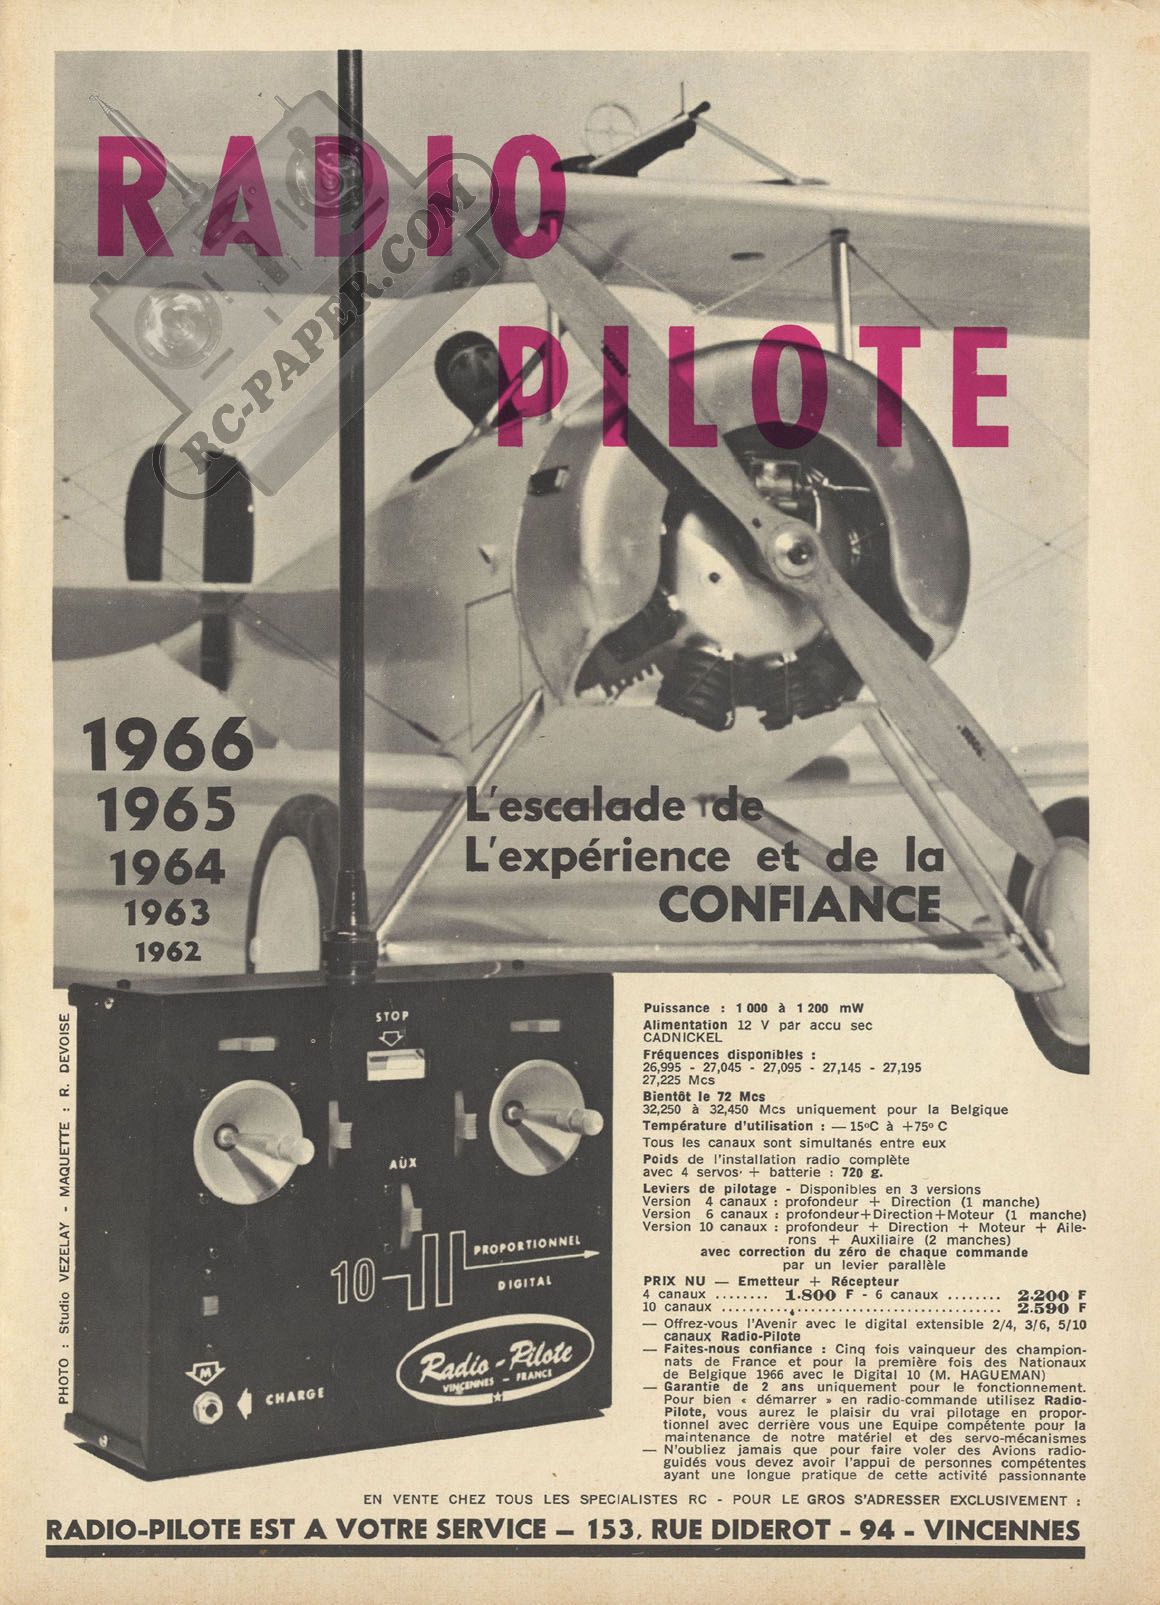 RADIO
PILOTE
RC-PAPER.COM
1966
1965
1964
1963
1962
L'escalade de
L'expérience et de la
CONFIANCE
PHOTO : Studio VEZELAY - MAQUETTE : R. DEVOISE
STOP
AÙX
10
PROPORTIONNEL
DIGITAL
Radio-Pilote
VINCENNES - FRANCE
M
CHARGE
Puissance : 1 000 à 1 200 mW
Alimentation 12 V par accu sec
CADNICKEL
Fréquences disponibles :
26,995 - 27,045 - 27,095 - 27,145 - 27,195
27,225 Mcs
Bientôt le 72 Mcs
32,250 à 32,450 Mcs uniquement pour la Belgique
Température d'utilisation : — 15°C à +75° C
Tous les canaux sont simultanés entre eux
Poids de l'installation radio complète
avec 4 servos + batterie : 720 g.
Leviers de pilotage - Disponibles en 3 versions
Version 4 canaux : profondeur + Direction (1 manche)
Version 6 canaux : profondeur+Direction+Moteur (1 manche)
Version 10 canaux : profondeur + Direction + Moteur + Aile-
rons + Auxiliaire (2 manches)
avec correction du zéro de chaque commande
par un levier parallèle
PRIX NU — Emetteur + Récepteur
4 canaux ........ 1.800 F - 6 canaux ........ 2.200 F
10 canaux ........................................ 2.590 F
— Offrez-vous l'Avenir avec le digital extensible 2/4, 3/6, 5/10
canaux Radio-Pilote
— Faites-nous confiance : Cinq fois vainqueur des champion-
nats de France et pour la première fois des Nationaux
de Belgique 1966 avec le Digital 10 (M. HAGUEMAN)
— Garantie de 2 ans uniquement pour le fonctionnement.
Pour bien « démarrer » en radio-commande utilisez Radio-
Pilote, vous aurez le plaisir du vrai pilotage en propor-
tionnel avec derrière vous une Equipe compétente pour la
maintenance de notre matériel et des servo-mécanismes
— N'oubliez jamais que pour faire voler des Avions radio-
guidés vous devez avoir l'appui de personnes compétentes
ayant une longue pratique de cette activité passionnante
EN VENTE CHEZ TOUS LES SPECIALISTES RC - POUR LE GROS S'ADRESSER EXCLUSIVEMENT :
RADIO-PILOTE EST A VOTRE SERVICE — 153, RUE DIDEROT - 94 - VINCENNES